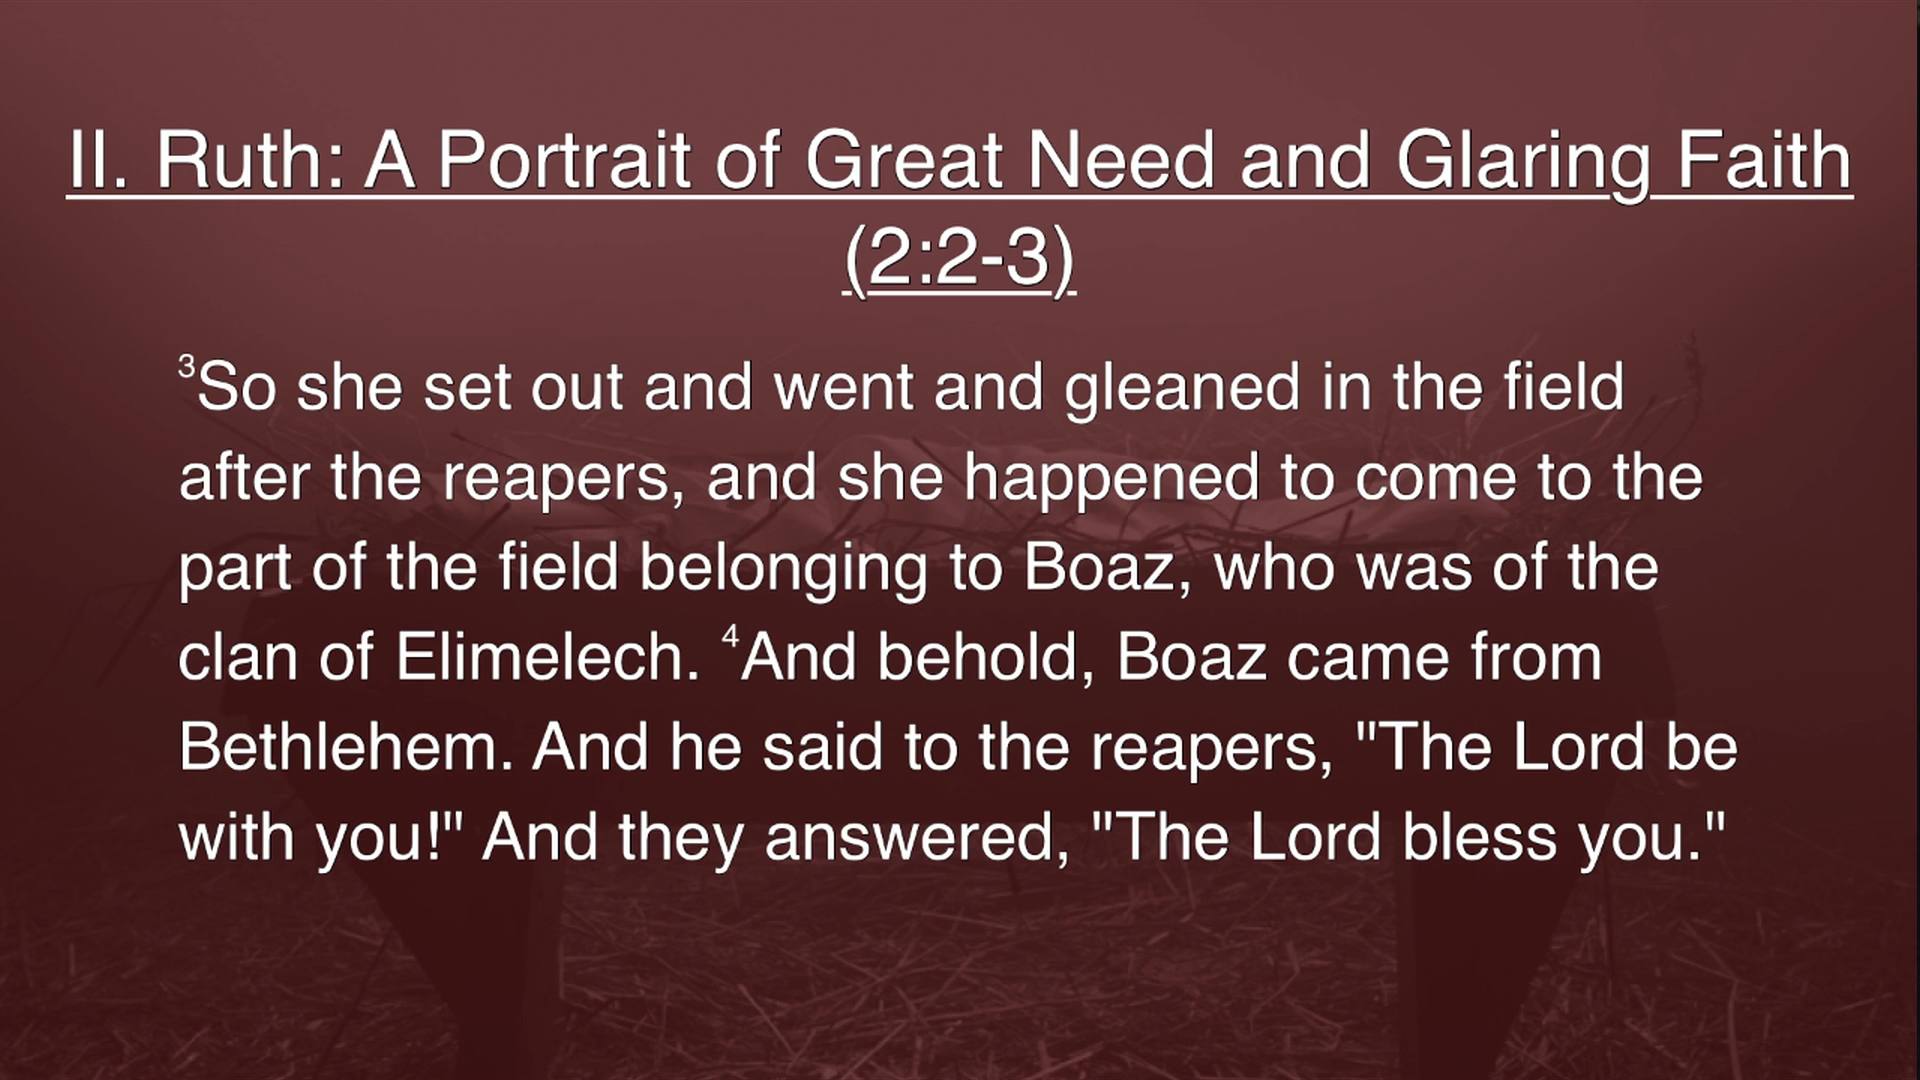 II. Ruth: A Portrait of Great Need and Glaring Faith
(2:2-3)
³So she set out and went and gleaned in the field
after the reapers, and she happened to come to the
part of the field belonging to Boaz, who was of the
clan of Elimelech. ⁴And behold, Boaz came from
Bethlehem. And he said to the reapers, "The Lord be
with you!" And they answered, "The Lord bless you."